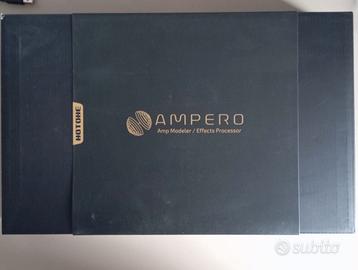 HOTONE
AMPERO
Amp Modeler / Effects Processor
subito